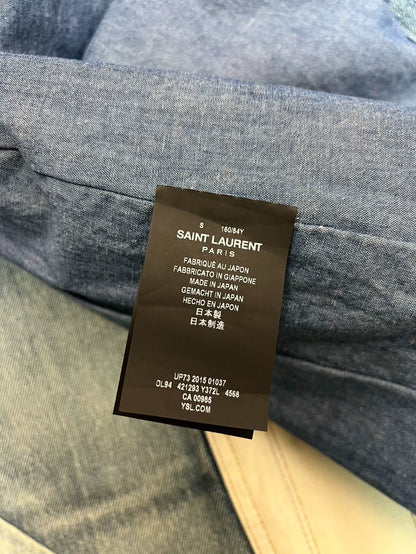 S 160/84Y
SAINT LAURENT
PARIS
FABRIQUÉ AU JAPON
FABBRICATO IN GIAPPONE
MADE IN JAPAN
GEMACHT IN JAPAN
HECHO EN JAPÓN
日本製
日本制造
UP73 2015 01037
DL94 421293 Y372L 4568
CA 00985
YSL.COM